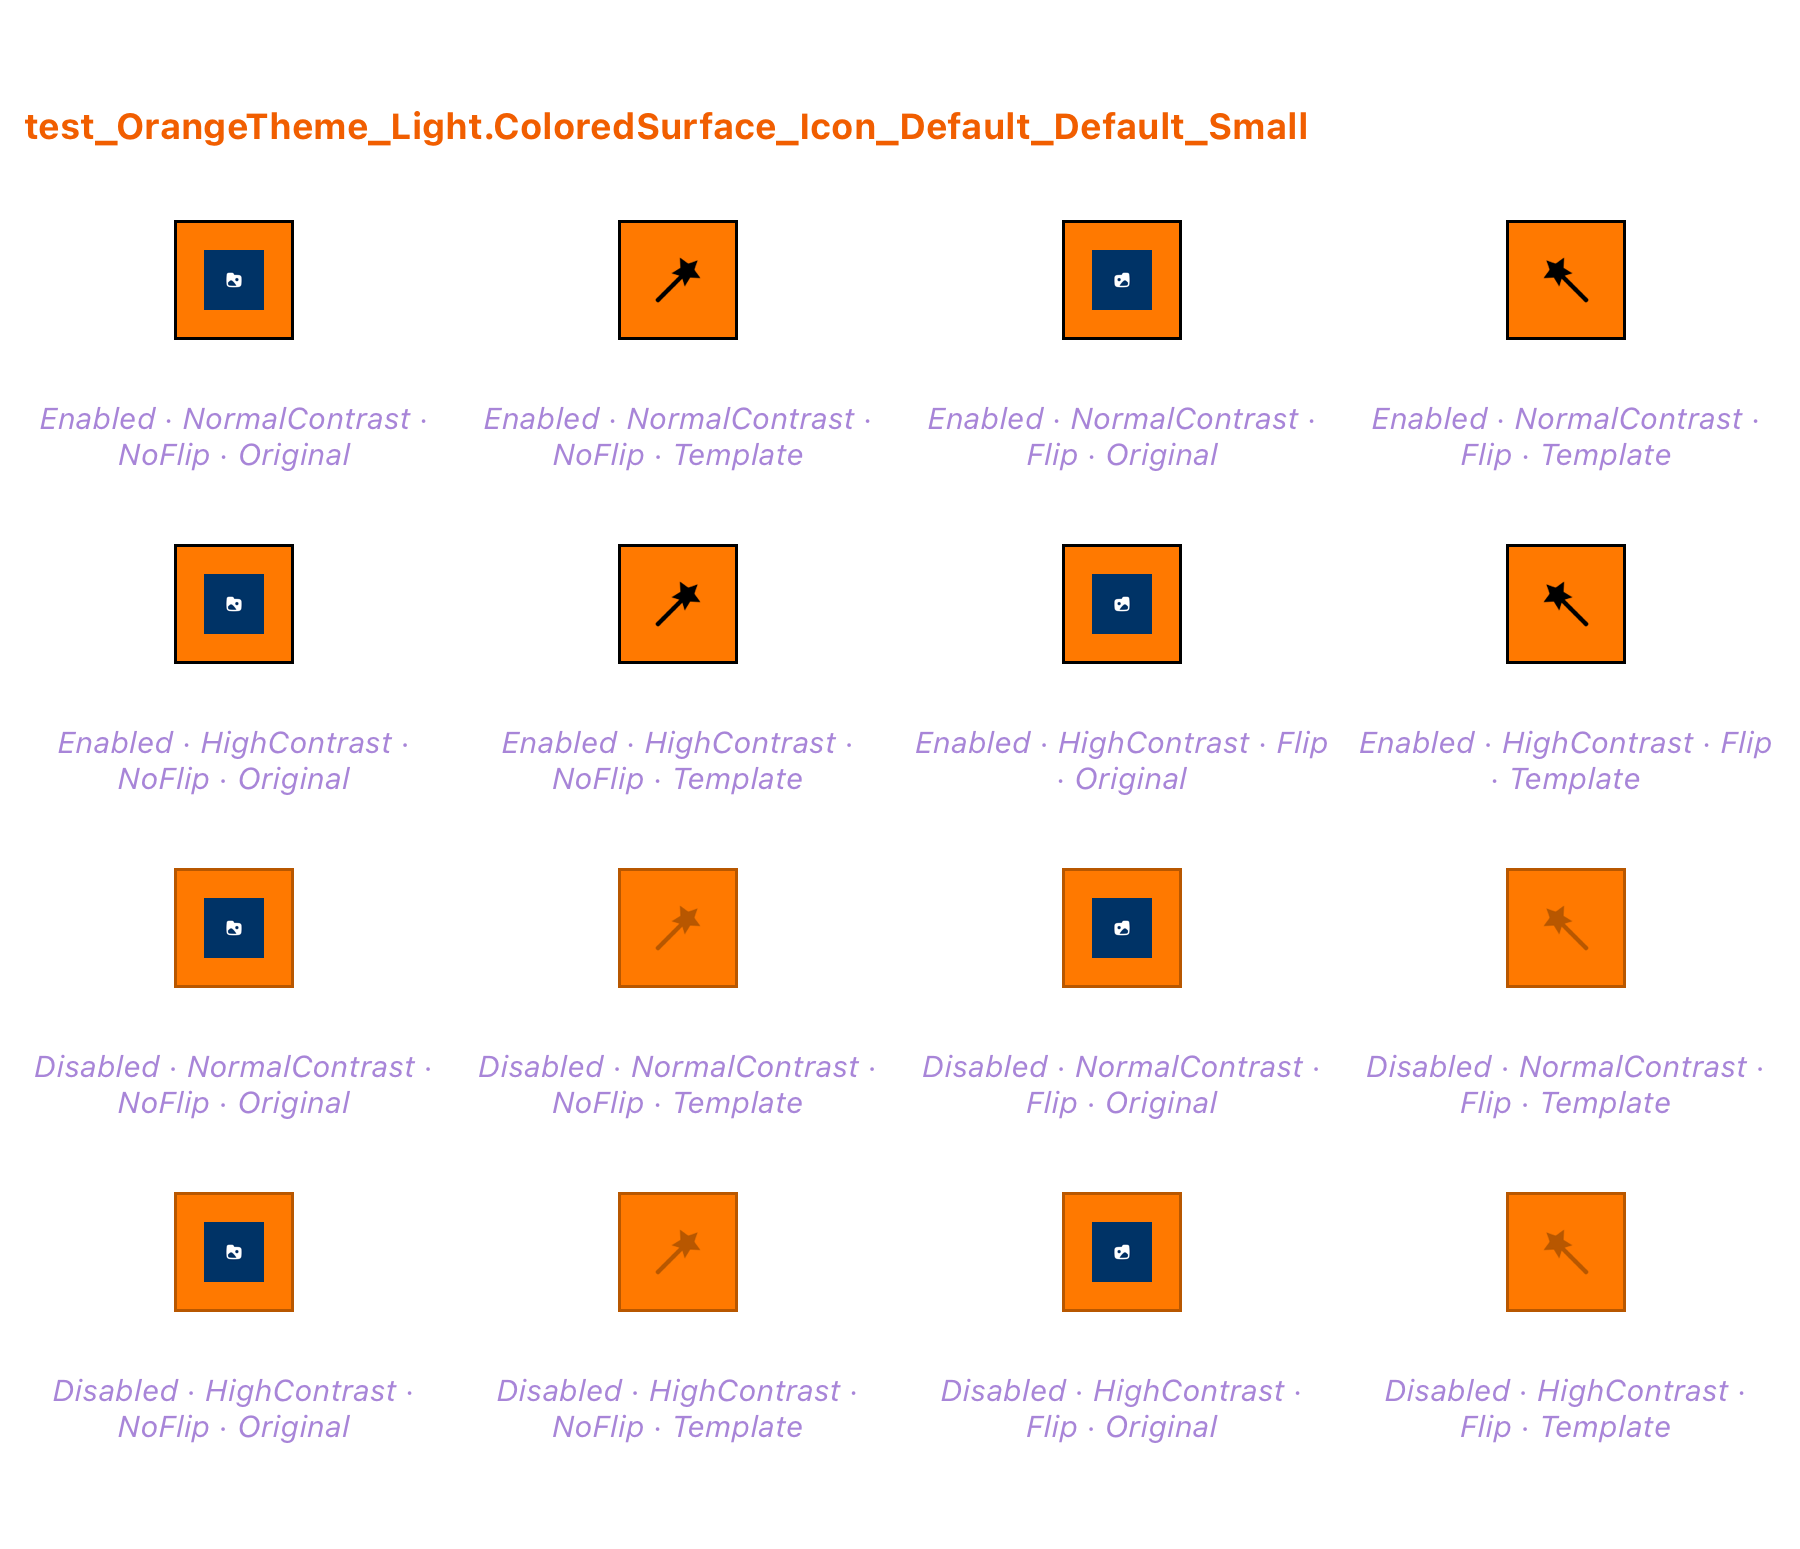 test_OrangeTheme_Light.ColoredSurface_Icon_Default_Default_Small
Enabled · NormalContrast ·
NoFlip · Original
Enabled · NormalContrast ·
NoFlip · Template
Enabled · NormalContrast ·
Flip · Original
Enabled · NormalContrast ·
Flip · Template
Enabled · HighContrast ·
NoFlip · Original
Enabled · HighContrast ·
NoFlip · Template
Enabled · HighContrast · Flip
· Original
Enabled · HighContrast · Flip
· Template
Disabled · NormalContrast ·
NoFlip · Original
Disabled · NormalContrast ·
NoFlip · Template
Disabled · NormalContrast ·
Flip · Original
Disabled · NormalContrast ·
Flip · Template
Disabled · HighContrast ·
NoFlip · Original
Disabled · HighContrast ·
NoFlip · Template
Disabled · HighContrast ·
Flip · Original
Disabled · HighContrast ·
Flip · Template